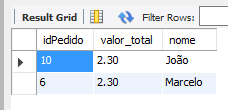 Result Grid Filter Rows:
idPedido valor_total nome
10 2.30 João
6 2.30 Marcelo